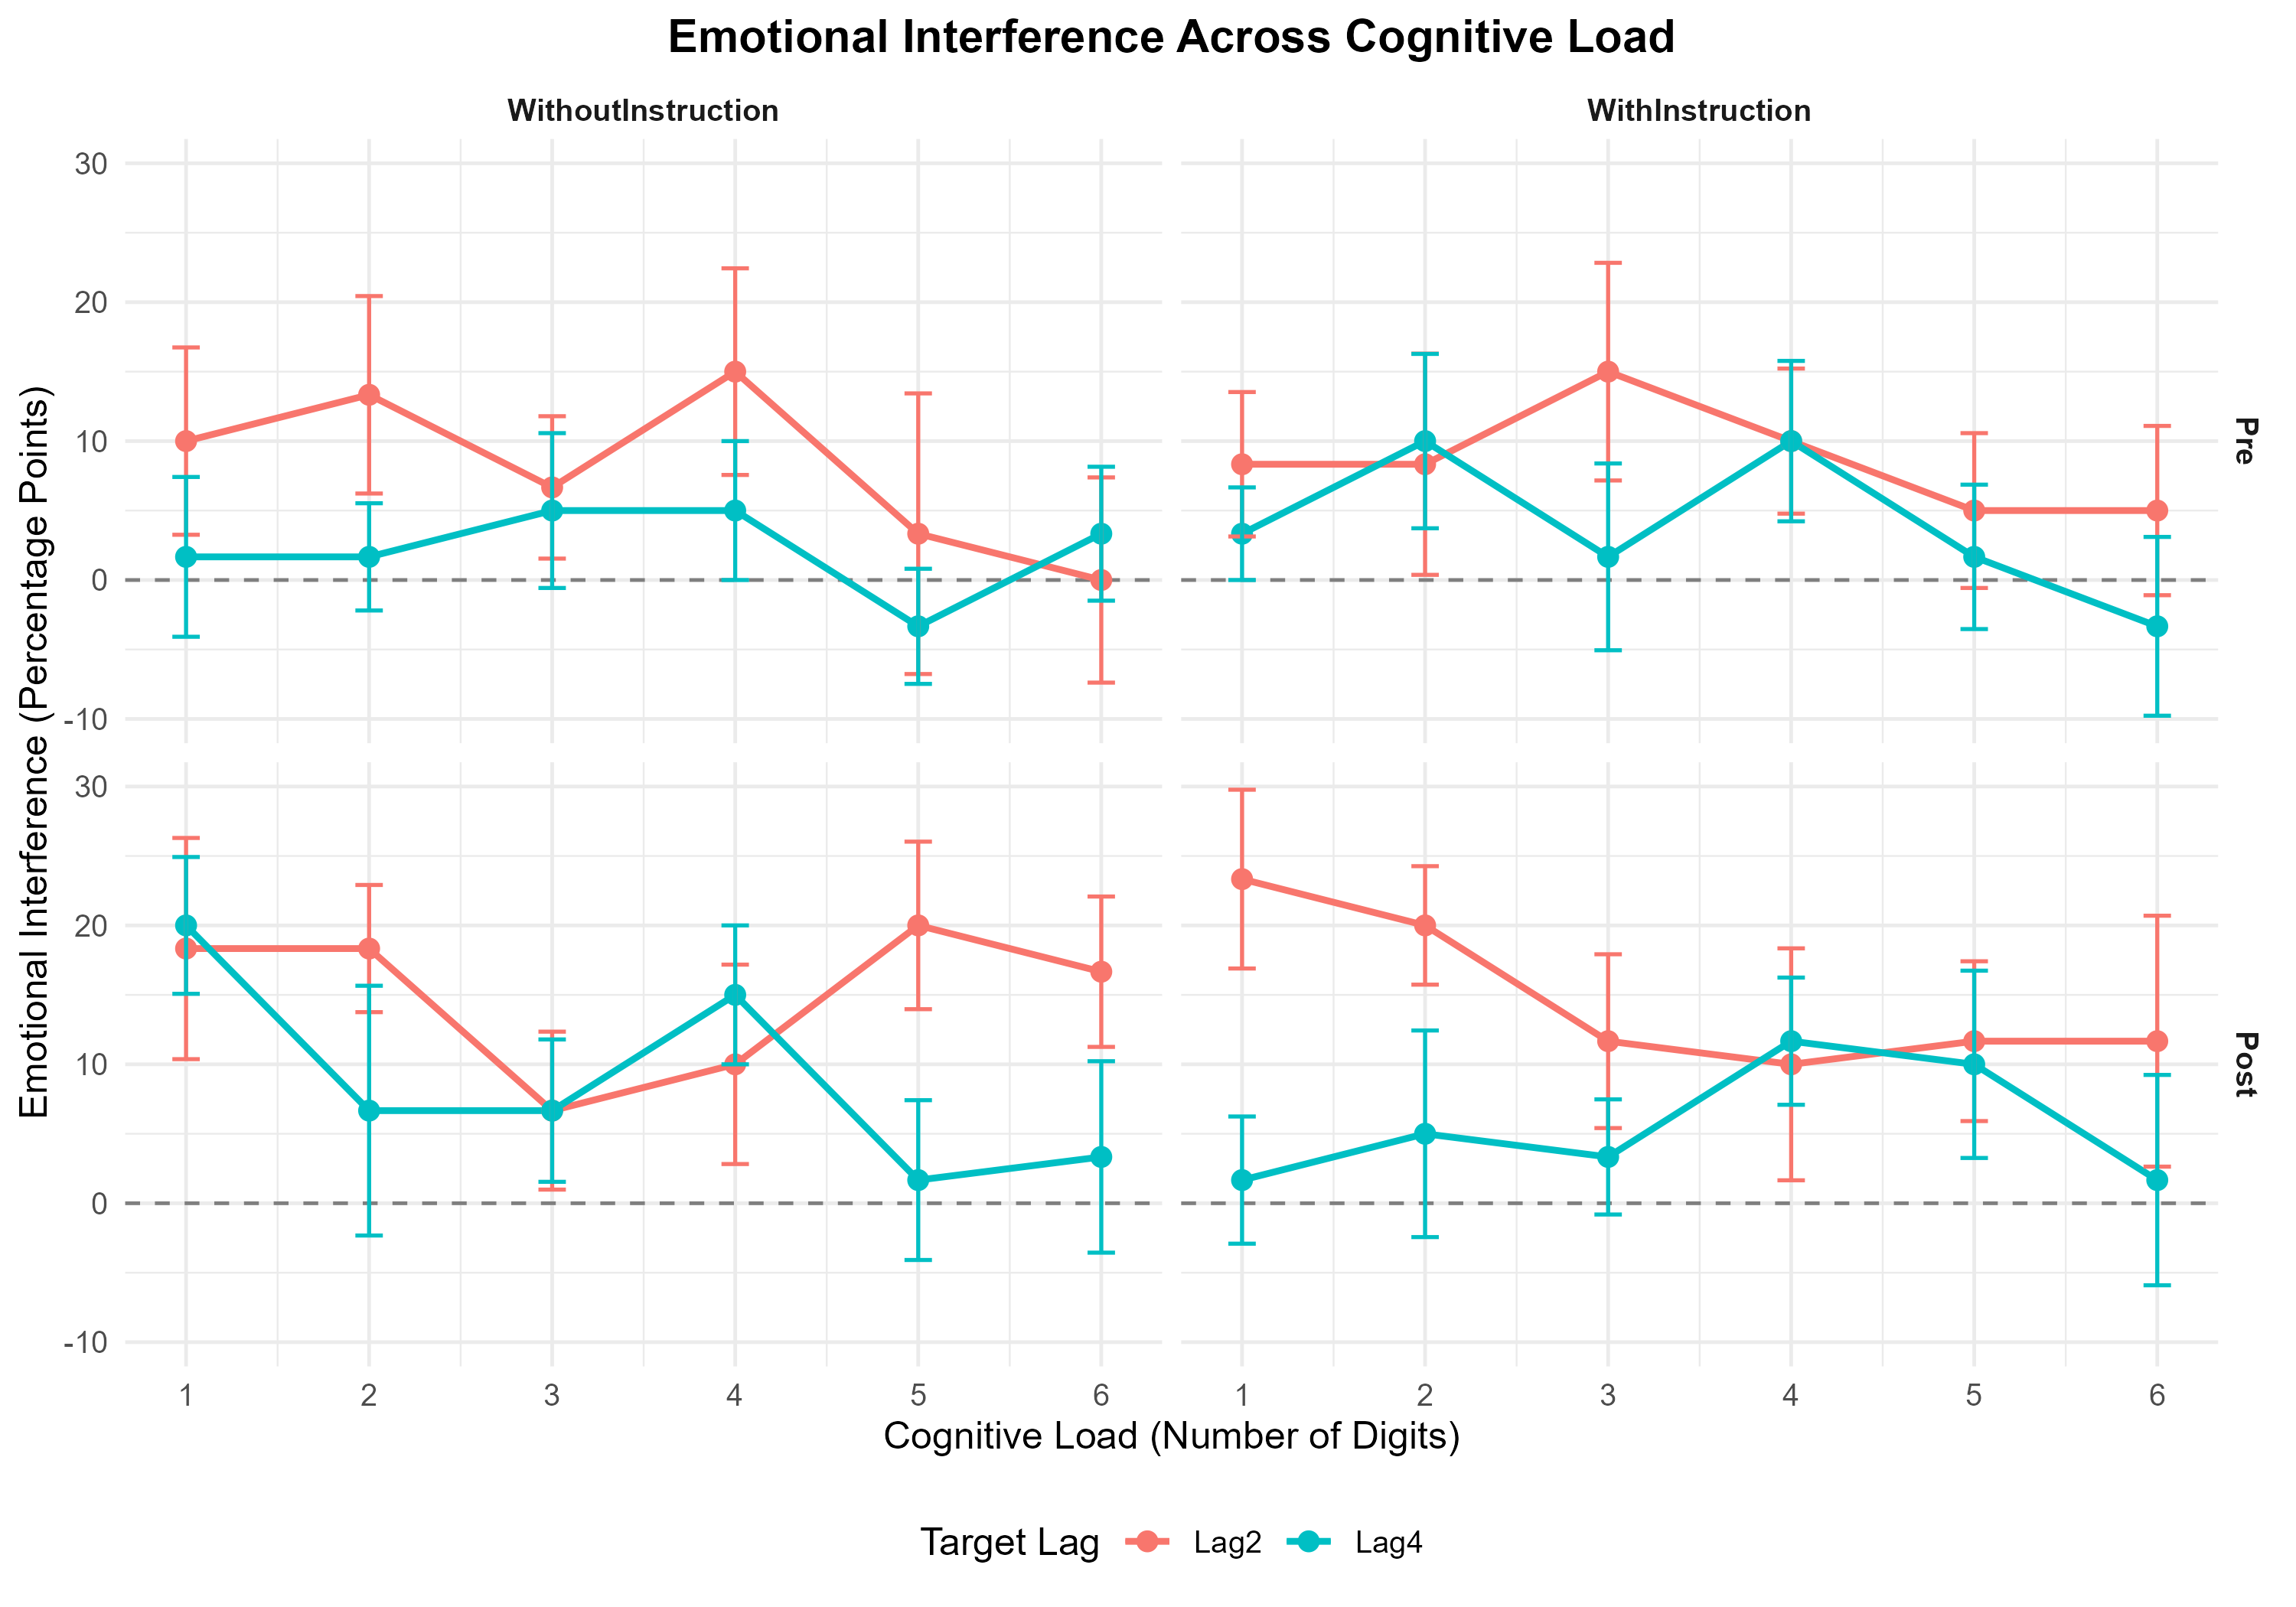 Emotional Interference Across Cognitive Load
WithoutInstruction
WithInstruction
Emotional Interference (Percentage Points)
30
20
10
0
-10
Pre
30
20
10
0
-10
Post
1 2 3 4 5 6
1 2 3 4 5 6
Cognitive Load (Number of Digits)
Target Lag Lag2 Lag4